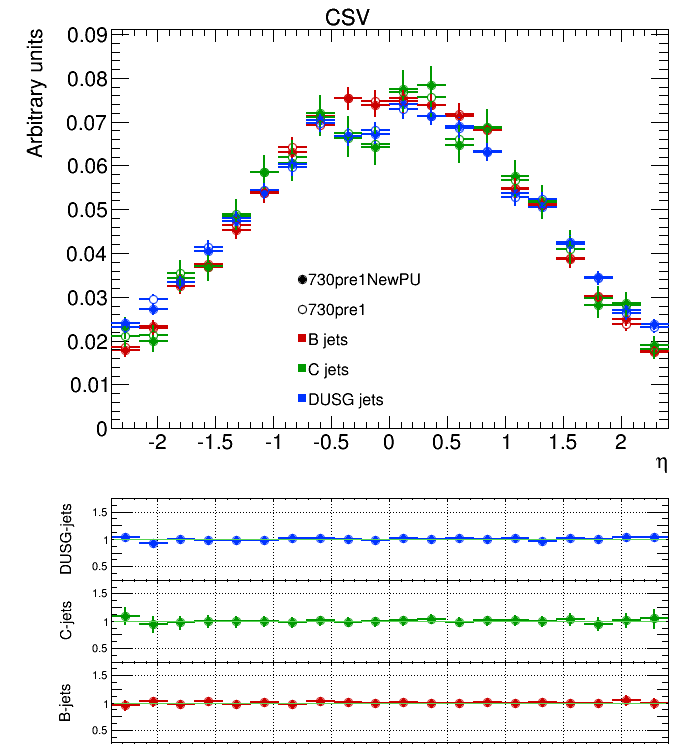 CSV
Arbitrary units
0.09
0.08
0.07
0.06
0.05
0.04
0.03
0.02
0.01
0
730pre1NewPU
730pre1
B jets
C jets
DUSG jets
-2 -1.5 -1 -0.5 0 0.5 1 1.5 2
η
DUSG-jets
1.5
1
0.5
C-jets
1.5
1
0.5
B-jets
1.5
1
0.5